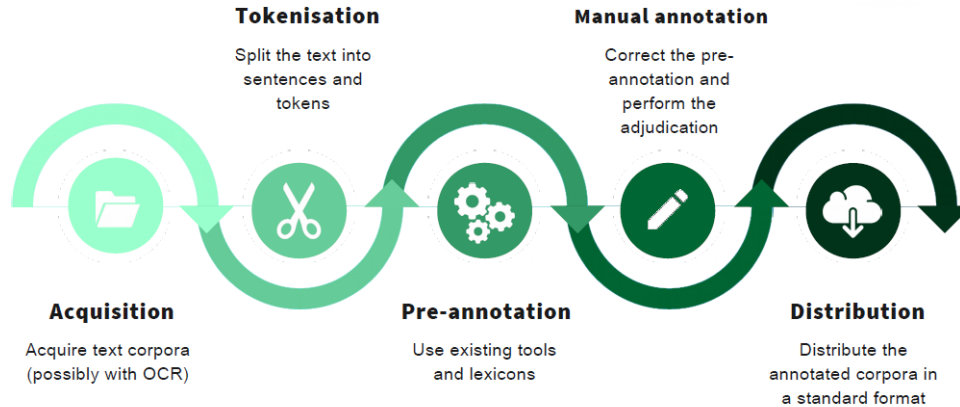 Tokenisation
Split the text into
sentences and
tokens
Manual annotation
Correct the pre-
annotation and
perform the
adjudication
Acquisition
Acquire text corpora
(possibly with OCR)
Pre-annotation
Use existing tools
and lexicons
Distribution
Distribute the
annotated corpora in
a standard format